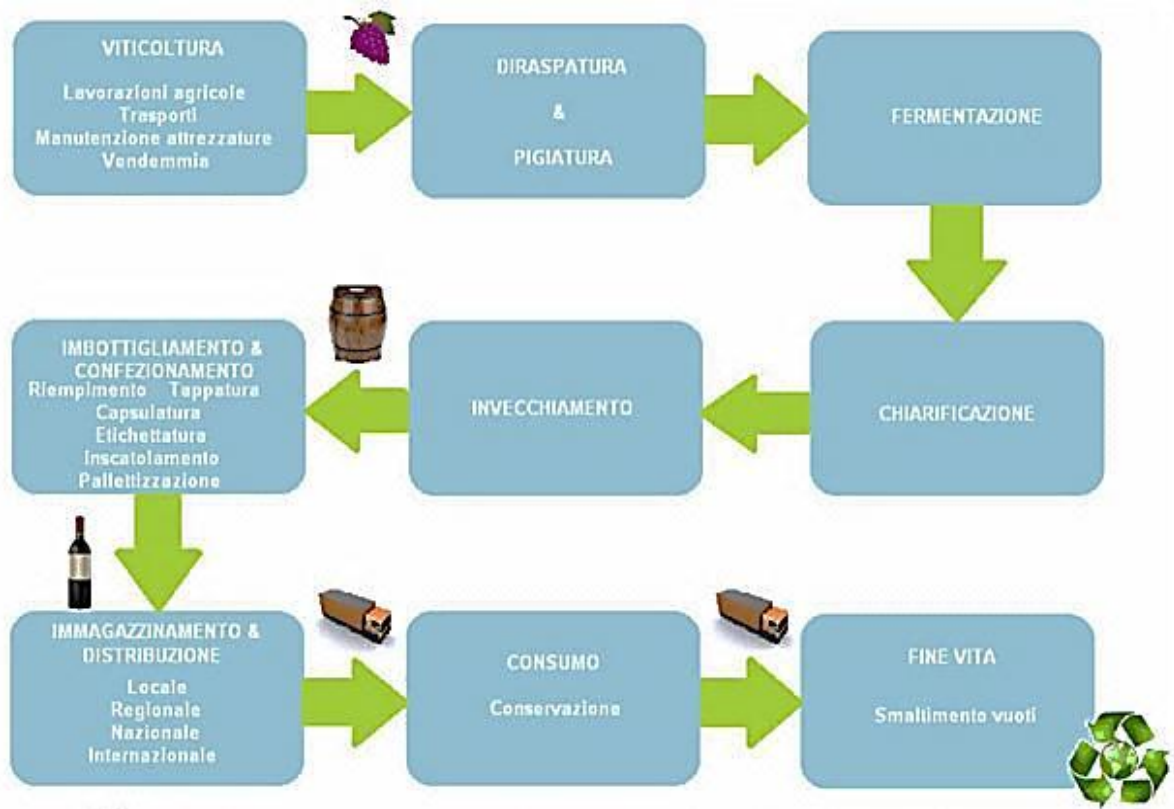 VITICOLTURA
Lavorazioni agricole
Trasporti
Manutenzione attrezzature
Vendemmia
DIRASPATURA
&
PIGIATURA
FERMENTAZIONE
CHIARIFICAZIONE
INVECCHIAMENTO
IMBOTTIGLIAMENTO &
CONFEZIONAMENTO
Riempimento Tappatura
Capsulatura
Etichettatura
Inscatolamento
Pallettizzazione
IMMAGAZZINAMENTO &
DISTRIBUZIONE
Locale
Regionale
Nazionale
Internazionale
CONSUMO
Conservazione
FINE VITA
Smaltimento vuoti